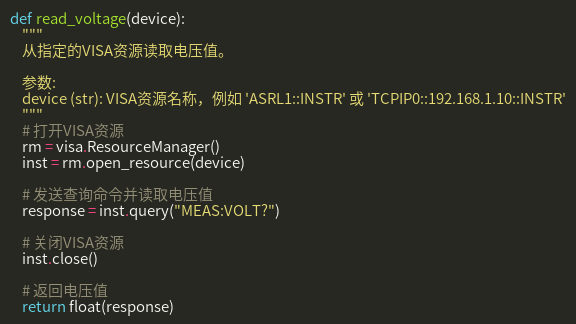 def read_voltage(device):
    """
    从指定的VISA资源读取电压值。

    参数:
    device (str): VISA资源名称，例如 'ASRL1::INSTR' 或 'TCPIP0::192.168.1.10::INSTR'
    """
    # 打开VISA资源
    rm = visa.ResourceManager()
    inst = rm.open_resource(device)

    # 发送查询命令并读取电压值
    response = inst.query("MEAS:VOLT?")

    # 关闭VISA资源
    inst.close()

    # 返回电压值
    return float(response)